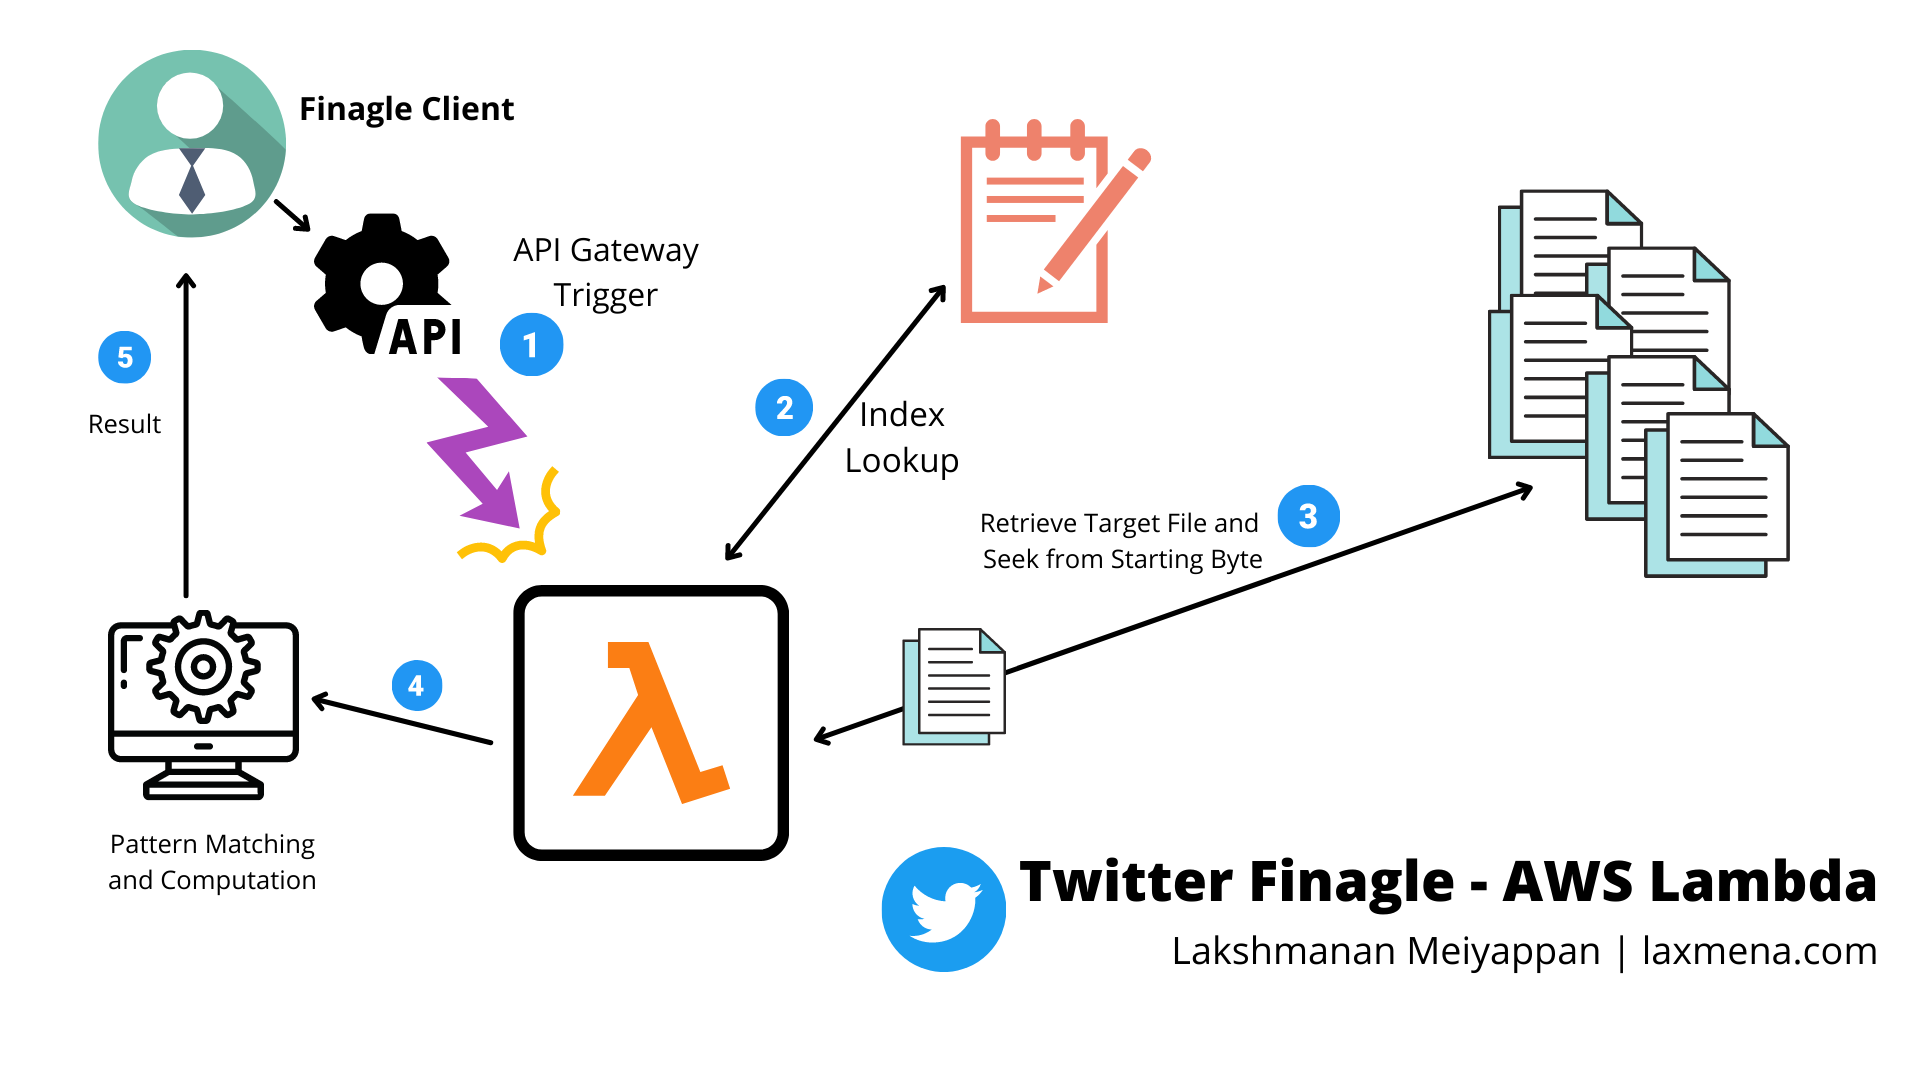 Finagle Client
API
API Gateway
Trigger
1
2
Index
Lookup
Retrieve Target File and
Seek from Starting Byte
3
4
Pattern Matching
and Computation
5
Result
Twitter Finagle - AWS Lambda
Lakshmanan Meiyappan | laxmena.com